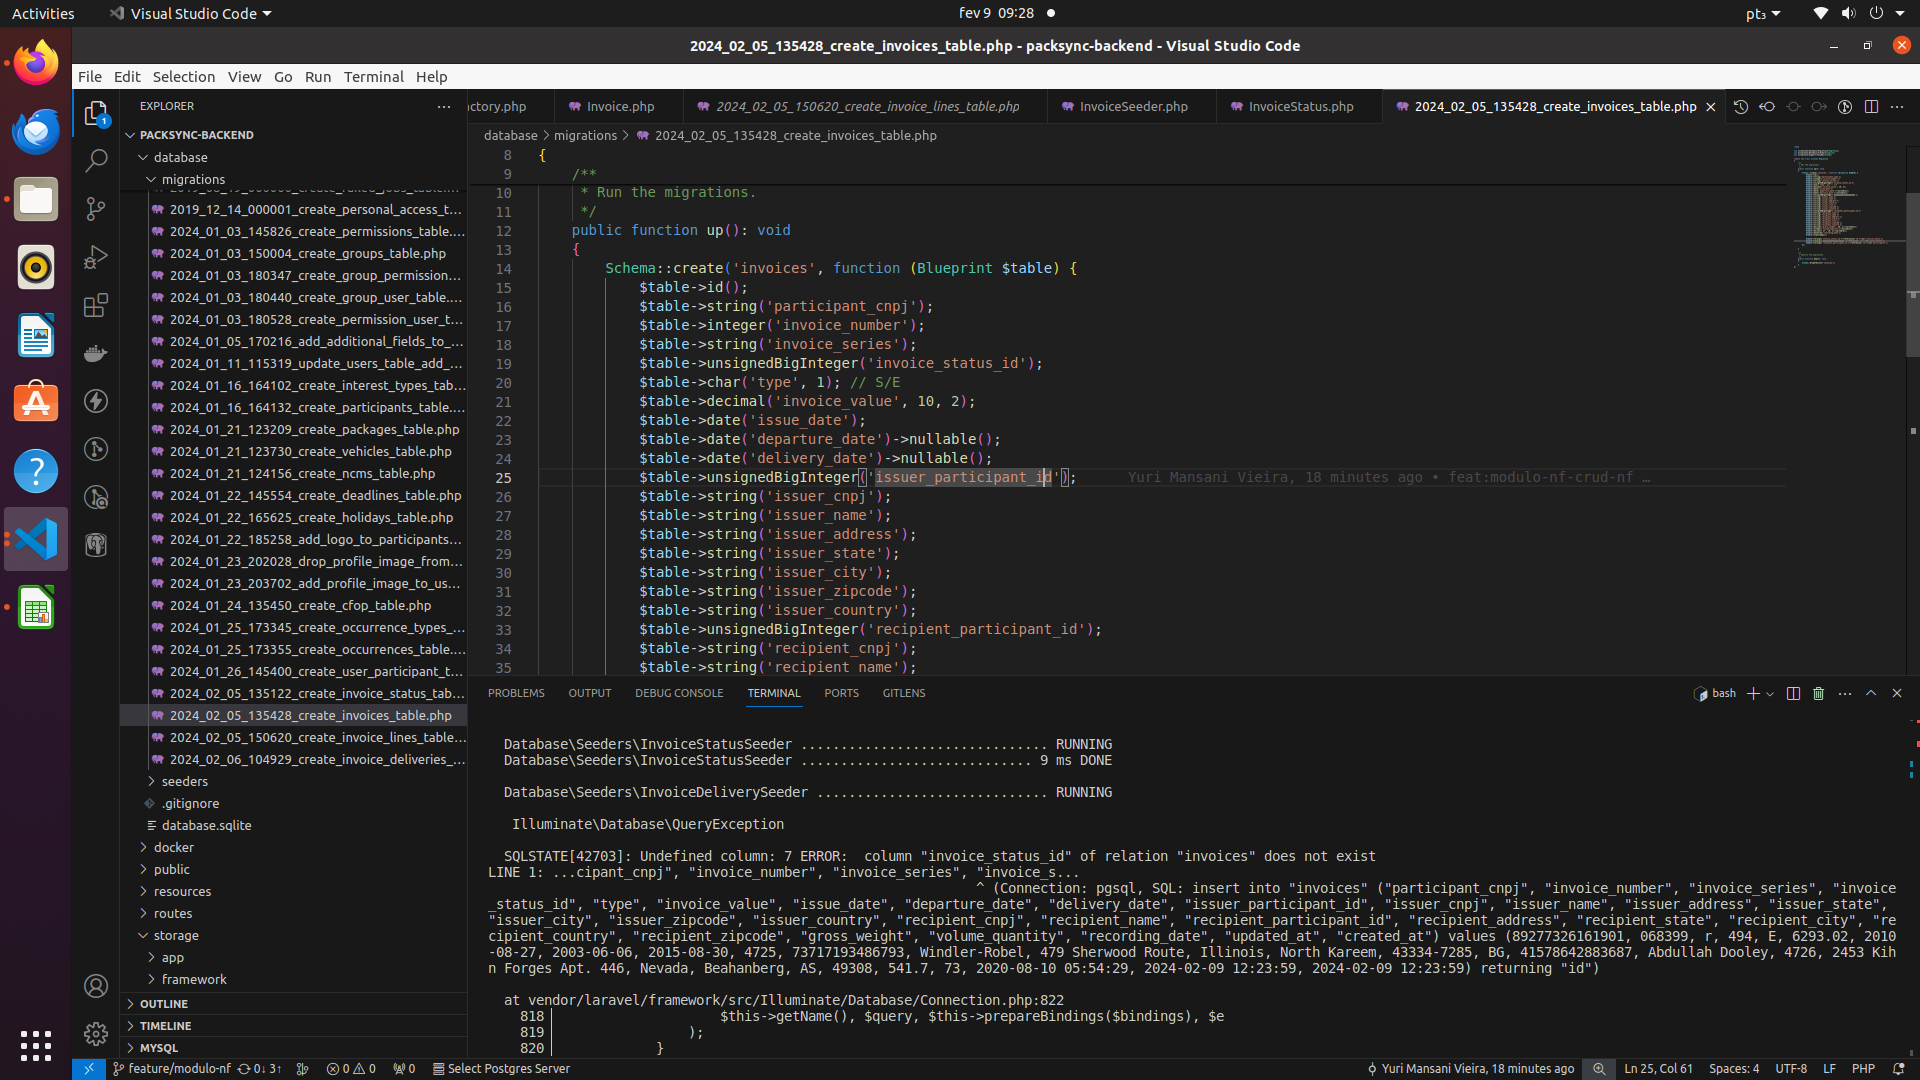 Activities
Visual Studio Code
fev 9 09:28
pt₃
2024_02_05_135428_create_invoices_table.php - packsync-backend - Visual Studio Code
File Edit Selection View Go Run Terminal Help
EXPLORER
PACKSYNC-BACKEND
database
migrations
2019_12_14_000001_create_personal_access_t...
2024_01_03_145826_create_permissions_table....
2024_01_03_150004_create_groups_table.php
2024_01_03_180347_create_group_permission...
2024_01_03_180440_create_group_user_table....
2024_01_03_180528_create_permission_user_t...
2024_01_05_170216_add_additional_fields_to_...
2024_01_11_115319_update_users_table_add_...
2024_01_16_164102_create_interest_types_tab...
2024_01_16_164132_create_participants_table....
2024_01_21_123209_create_packages_table.php
2024_01_21_123730_create_vehicles_table.php
2024_01_21_124156_create_ncms_table.php
2024_01_22_145554_create_deadlines_table.php
2024_01_22_165625_create_holidays_table.php
2024_01_22_185258_add_logo_to_participants...
2024_01_23_202028_drop_profile_image_from...
2024_01_23_203702_add_profile_image_to_us...
2024_01_24_135450_create_cfop_table.php
2024_01_25_173345_create_occurrence_types_...
2024_01_25_173355_create_occurrences_table....
2024_01_26_145400_create_user_participant_t...
2024_02_05_135122_create_invoice_status_tab...
2024_02_05_135428_create_invoices_table.php
2024_02_05_150620_create_invoice_lines_table...
2024_02_06_104929_create_invoice_deliveries_...
seeders
.gitignore
database.sqlite
docker
public
resources
routes
storage
app
framework
OUTLINE
TIMELINE
MYSQL
ctory.php Invoice.php 2024_02_05_150620_create_invoice_lines_table.php InvoiceSeeder.php InvoiceStatus.php 2024_02_05_135428_create_invoices_table.php
database > migrations > 2024_02_05_135428_create_invoices_table.php
8 {
9 /**
10 * Run the migrations.
11 */
12 public function up(): void
13 {
14 Schema::create('invoices', function (Blueprint $table) {
15 $table->id();
16 $table->string('participant_cnpj');
17 $table->integer('invoice_number');
18 $table->string('invoice_series');
19 $table->unsignedBigInteger('invoice_status_id');
20 $table->char('type', 1); // S/E
21 $table->decimal('invoice_value', 10, 2);
22 $table->date('issue_date');
23 $table->date('departure_date')->nullable();
24 $table->date('delivery_date')->nullable();
25 $table->unsignedBigInteger('issuer_participant_id'); Yuri Mansani Vieira, 18 minutes ago • feat:modulo-nf-crud-nf …
26 $table->string('issuer_cnpj');
27 $table->string('issuer_name');
28 $table->string('issuer_address');
29 $table->string('issuer_state');
30 $table->string('issuer_city');
31 $table->string('issuer_zipcode');
32 $table->string('issuer_country');
33 $table->unsignedBigInteger('recipient_participant_id');
34 $table->string('recipient_cnpj');
35 $table->string('recipient_name');
PROBLEMS OUTPUT DEBUG CONSOLE TERMINAL PORTS GITLENS
bash
Database\Seeders\InvoiceStatusSeeder ............................... RUNNING
Database\Seeders\InvoiceStatusSeeder ............................. 9 ms DONE
Database\Seeders\InvoiceDeliverySeeder ............................. RUNNING
Illuminate\Database\QueryException
SQLSTATE[42703]: Undefined column: 7 ERROR:  column "invoice_status_id" of relation "invoices" does not exist
LINE 1: ...cipant_cnpj", "invoice_number", "invoice_series", "invoice_s...
^ (Connection: pgsql, SQL: insert into "invoices" ("participant_cnpj", "invoice_number", "invoice_series", "invoice
_status_id", "type", "invoice_value", "issue_date", "departure_date", "delivery_date", "issuer_participant_id", "issuer_cnpj", "issuer_name", "issuer_address", "issuer_state",
"issuer_city", "issuer_zipcode", "issuer_country", "recipient_cnpj", "recipient_name", "recipient_participant_id", "recipient_address", "recipient_state", "recipient_city", "re
cipient_country", "recipient_zipcode", "gross_weight", "volume_quantity", "recording_date", "updated_at", "created_at") values (89277326161901, 068399, r, 494, E, 6293.02, 2010
-08-27, 2003-06-06, 2015-08-30, 4725, 73717193486793, Windler-Robel, 479 Sherwood Route, Illinois, North Kareem, 43334-7285, BG, 41578642883687, Abdullah Dooley, 4726, 2453 Kih
n Forges Apt. 446, Nevada, Beahanberg, AS, 49308, 541.7, 73, 2020-08-10 05:54:29, 2024-02-09 12:23:59, 2024-02-09 12:23:59) returning "id")
at vendor/laravel/framework/src/Illuminate/Database/Connection.php:822
818 $this->getName(), $query, $this->prepareBindings($bindings), $e
819 );
820 }
feature/modulo-nf 0↓ 3↑ 0 0 0 Select Postgres Server
Yuri Mansani Vieira, 18 minutes ago Ln 25, Col 61 Spaces: 4 UTF-8 LF PHP